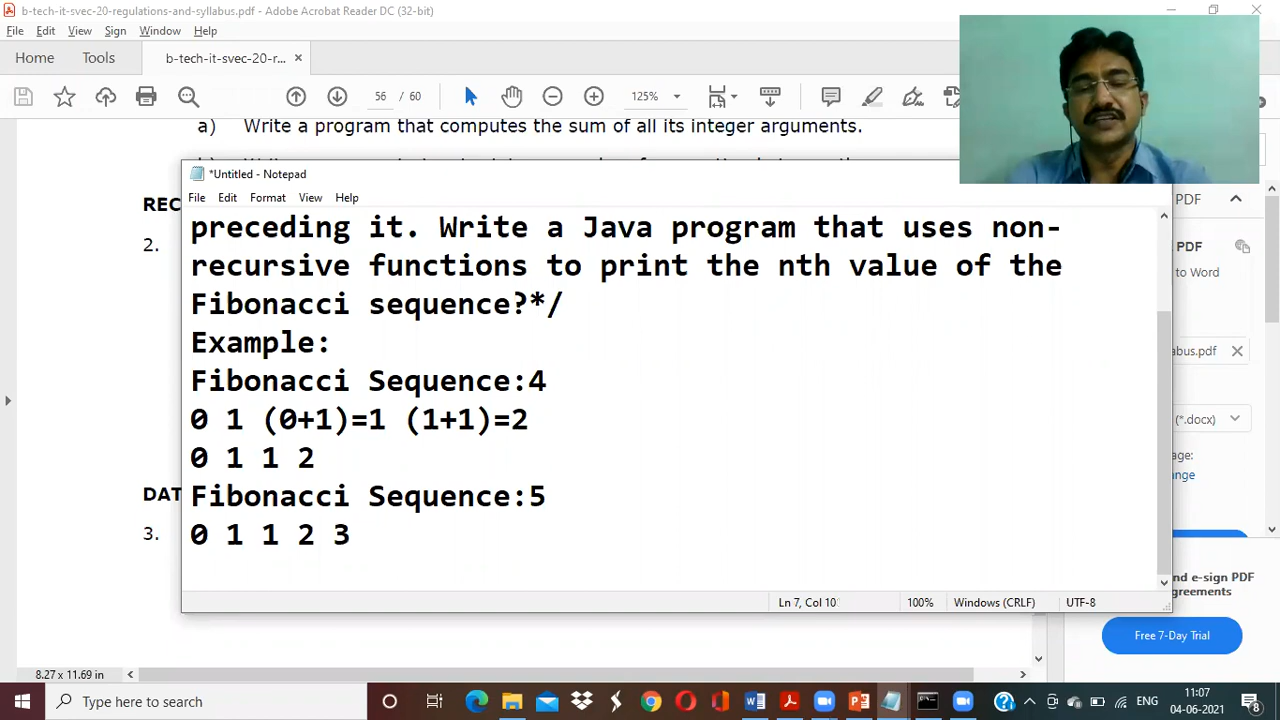 b-tech-it-svec-20-regulations-and-syllabus.pdf - Adobe Acrobat Reader DC (32-bit)
File Edit View Sign Window Help
Home Tools b-tech-it-svec-20-r... ×
56 / 60 125%
a) Write a program that computes the sum of all its integer arguments.
*Untitled - Notepad
File Edit Format View Help
REC
2.
preceding it. Write a Java program that uses non-
recursive functions to print the nth value of the
Fibonacci sequence?*/
Example:
Fibonacci Sequence:4
0 1 (0+1)=1 (1+1)=2
0 1 1 2
Fibonacci Sequence:5
0 1 1 2 3
DAT
3.
Ln 7, Col 10 100% Windows (CRLF) UTF-8
PDF
PDF
to Word
abus.pdf
(*.docx)
ge:
nge
nd e-sign PDF
greements
Free 7-Day Trial
8.27 x 11.69 in
Type here to search
ENG
11:07
04-06-2021
8